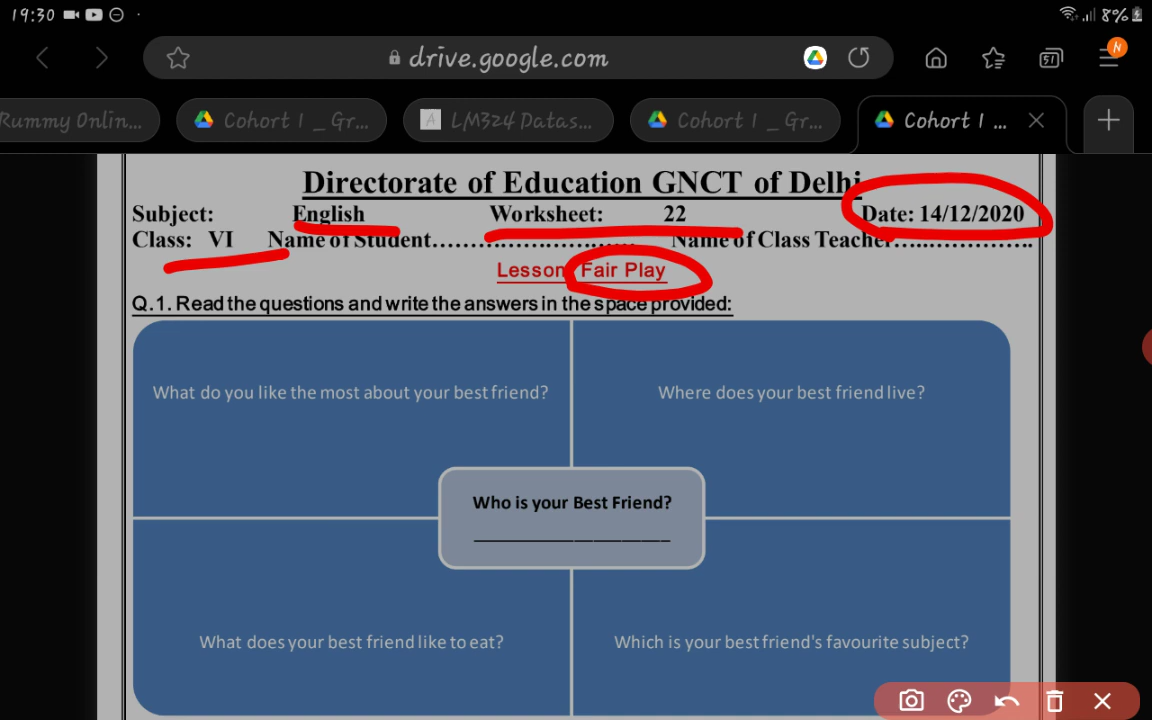 19:30
8%
drive.google.com
N
51
Rummy Onlin...
Cohort 1 _ Gr...
A LM324 Datas...
Cohort 1 _ Gr...
Cohort 1 ...
Directorate of Education GNCT of Delhi
Subject: English Worksheet: 22 Date: 14/12/2020
Class: VI Name of Student.............................. Name of Class Teacher.....................
Lesson Fair Play
Q.1. Read the questions and write the answers in the space provided:
What do you like the most about your best friend?
Where does your best friend live?
Who is your Best Friend?
____________________
What does your best friend like to eat?
Which is your best friend's favourite subject?